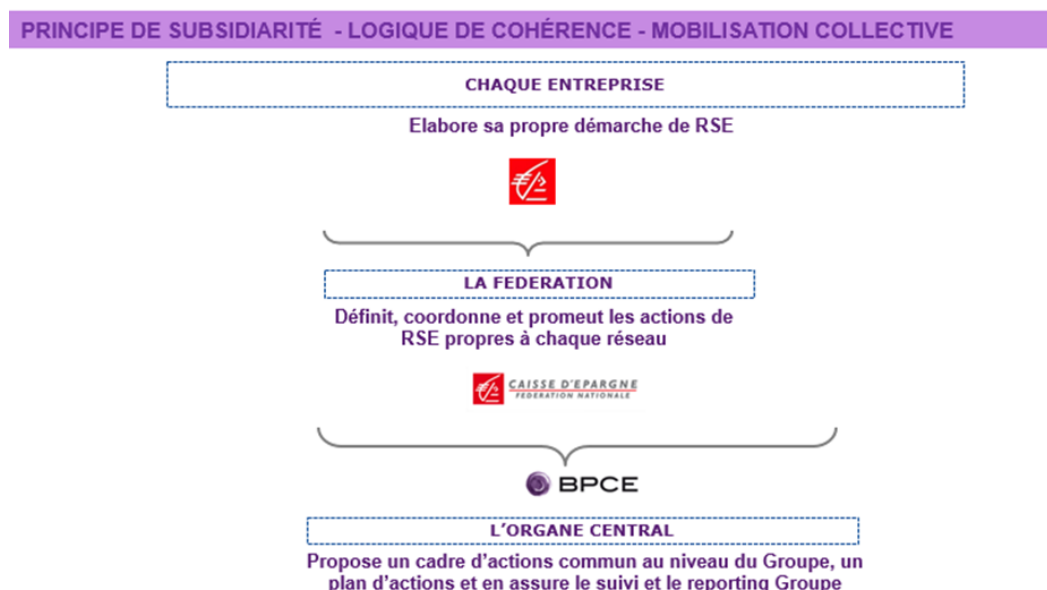 PRINCIPE DE SUBSIDIARITÉ - LOGIQUE DE COHÉRENCE - MOBILISATION COLLECTIVE
CHAQUE ENTREPRISE
Elabore sa propre démarche de RSE
LA FEDERATION
Définit, coordonne et promeut les actions de
RSE propres à chaque réseau
CAISSE D'EPARGNE
FEDERATION NATIONALE
BPCE
L'ORGANE CENTRAL
Propose un cadre d'actions commun au niveau du Groupe, un
plan d'actions et en assure le suivi et le reporting Groupe